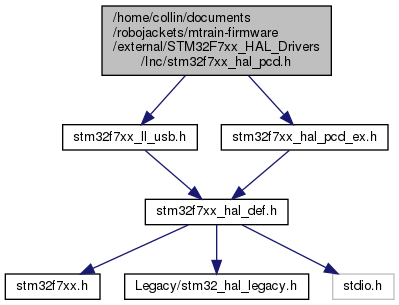 /home/collin/documents
/robojackets/mtrain-firmware
/external/STM32F7xx_HAL_Drivers
/Inc/stm32f7xx_hal_pcd.h
stm32f7xx_ll_usb.h
stm32f7xx_hal_pcd_ex.h
stm32f7xx_hal_def.h
stm32f7xx.h
Legacy/stm32_hal_legacy.h
stdio.h